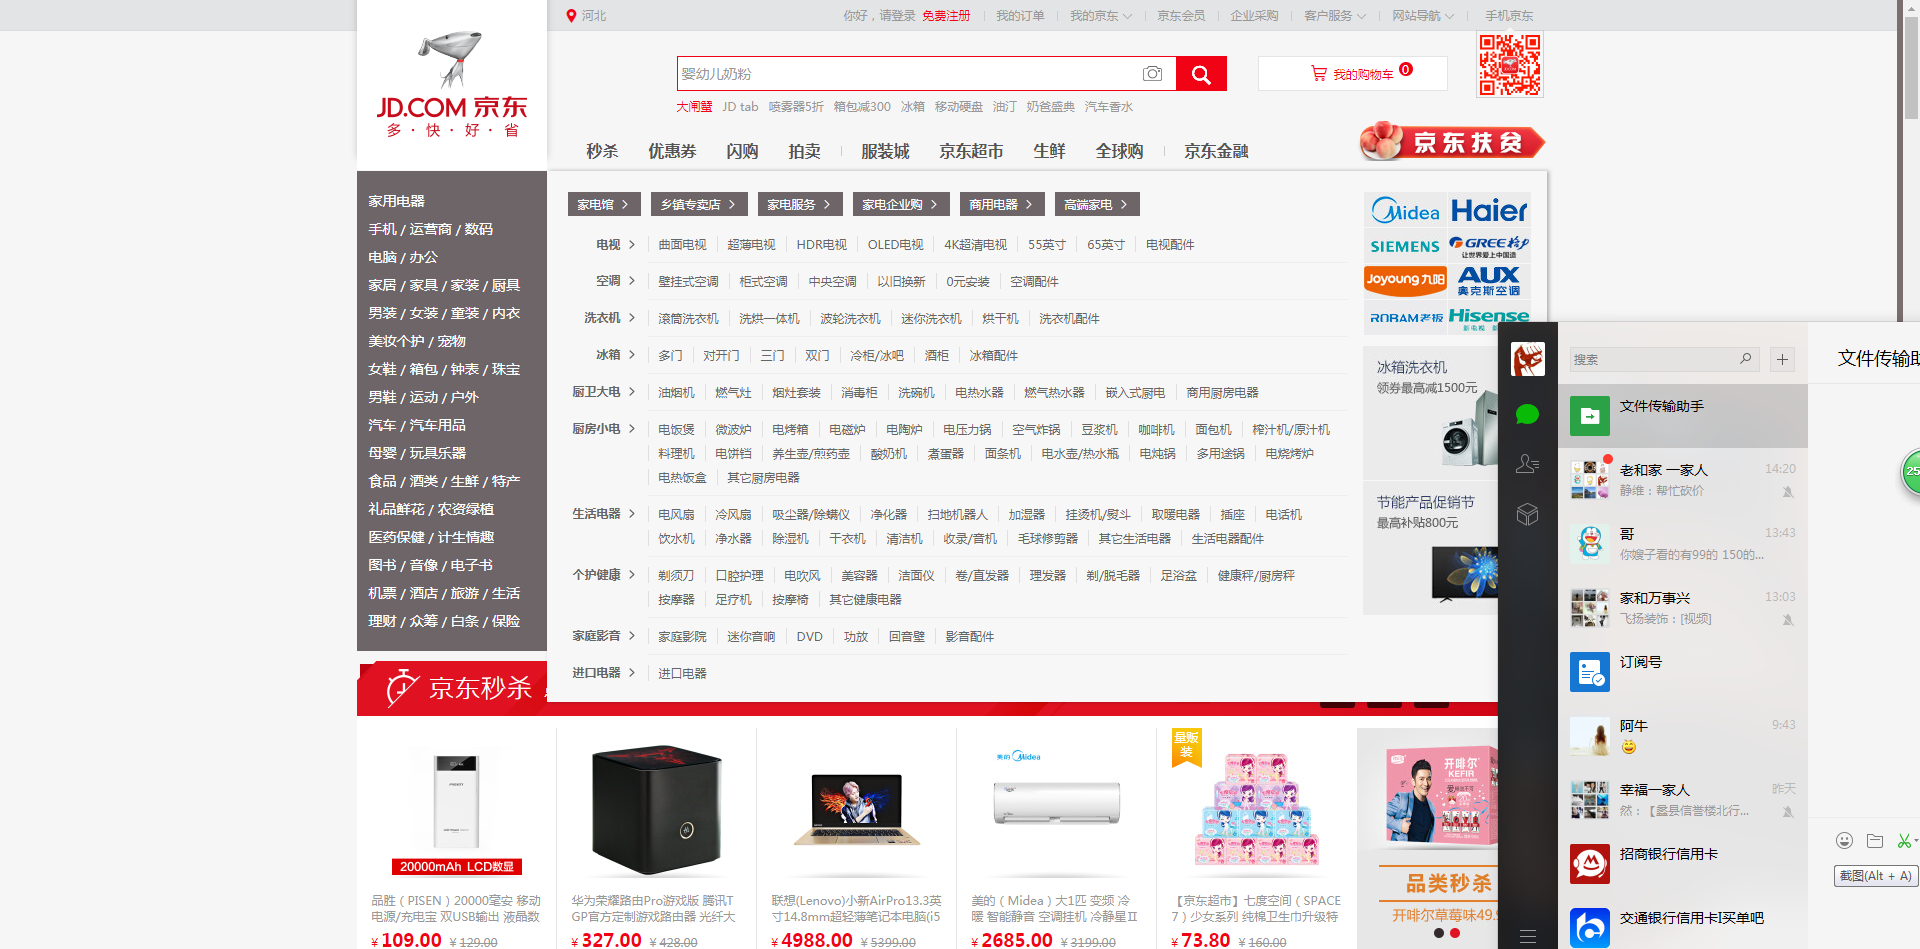 河北
你好，请登录 免费注册 我的订单 我的京东 京东会员 企业采购 客户服务 网站导航 手机京东
JD.COM 京东
多·快·好·省
婴幼儿奶粉
我的购物车 0
大闸蟹 JD tab 喷雾器5折 箱包减300 冰箱 移动硬盘 油汀 奶爸盛典 汽车香水
秒杀 优惠券 闪购 拍卖 服装城 京东超市 生鲜 全球购 京东金融
京东扶贫
家用电器
手机 / 运营商 / 数码
电脑 / 办公
家居 / 家具 / 家装 / 厨具
男装 / 女装 / 童装 / 内衣
美妆个护 / 宠物
女鞋 / 箱包 / 钟表 / 珠宝
男鞋 / 运动 / 户外
汽车 / 汽车用品
母婴 / 玩具乐器
食品 / 酒类 / 生鲜 / 特产
礼品鲜花 / 农资绿植
医药保健 / 计生情趣
图书 / 音像 / 电子书
机票 / 酒店 / 旅游 / 生活
理财 / 众筹 / 白条 / 保险
家电馆 > 乡镇专卖店 > 家电服务 > 家电企业购 > 商用电器 > 高端家电 >
电视 > 曲面电视 超薄电视 HDR电视 OLED电视 4K超清电视 55英寸 65英寸 电视配件
空调 > 壁挂式空调 柜式空调 中央空调 以旧换新 0元安装 空调配件
洗衣机 > 滚筒洗衣机 洗烘一体机 波轮洗衣机 迷你洗衣机 烘干机 洗衣机配件
冰箱 > 多门 对开门 三门 双门 冷柜/冰吧 酒柜 冰箱配件
厨卫大电 > 油烟机 燃气灶 烟灶套装 消毒柜 洗碗机 电热水器 燃气热水器 嵌入式厨电 商用厨房电器
厨房小电 > 电饭煲 微波炉 电烤箱 电磁炉 电陶炉 电压力锅 空气炸锅 豆浆机 咖啡机 面包机 榨汁机/原汁机
料理机 电饼铛 养生壶/煎药壶 酸奶机 煮蛋器 面条机 电水壶/热水瓶 电炖锅 多用途锅 电烧烤炉
电热饭盒 其它厨房电器
生活电器 > 电风扇 冷风扇 吸尘器/除螨仪 净化器 扫地机器人 加湿器 挂烫机/熨斗 取暖电器 插座 电话机
饮水机 净水器 除湿机 干衣机 清洁机 收录/音机 毛球修剪器 其它生活电器 生活电器配件
个护健康 > 剃须刀 口腔护理 电吹风 美容器 洁面仪 卷/直发器 理发器 剃/脱毛器 足浴盆 健康秤/厨房秤
按摩器 足疗机 按摩椅 其它健康电器
家庭影音 > 家庭影院 迷你音响 DVD 功放 回音壁 影音配件
进口电器 > 进口电器
Midea Haier
SIEMENS GREE格力
让世界爱上中国造
Joyoung九阳 AUX
奥克斯空调
ROBAM老板 Hisense
冰箱洗衣机
领券最高减1500元
节能产品促销节
最高补贴800元
京东秒杀
量贩装
美的 Midea
PISEN
20000mAh LCD数显
品胜（PISEN）20000毫安 移动
电源/充电宝 双USB输出 液晶数
¥ 109.00 ¥ 129.00
华为荣耀路由Pro游戏版 腾讯T
GP官方定制游戏路由器 光纤大
¥ 327.00 ¥ 428.00
联想(Lenovo)小新AirPro13.3英
寸14.8mm超轻薄笔记本电脑(i5
¥ 4988.00 ¥ 5399.00
美的（Midea）大1匹 变频 冷
暖 智能静音 空调挂机 冷静星II
¥ 2685.00 ¥ 3199.00
【京东超市】七度空间（SPACE
7）少女系列 纯棉卫生巾升级特
¥ 73.80 ¥ 160.00
开啡尔
KEFIR
品类秒杀
开啡尔草莓味49.9
搜索
文件传输助
文件传输助手
老和家 一家人 14:20
静维：帮忙砍价
哥 13:43
你嫂子看的有99的 150的...
家和万事兴 13:03
飞扬装饰：[视频]
订阅号
阿牛 9:43
幸福一家人 昨天
然：【蠡县信誉楼北行...
招商银行信用卡
交通银行信用卡I买单吧
截图(Alt + A)
25